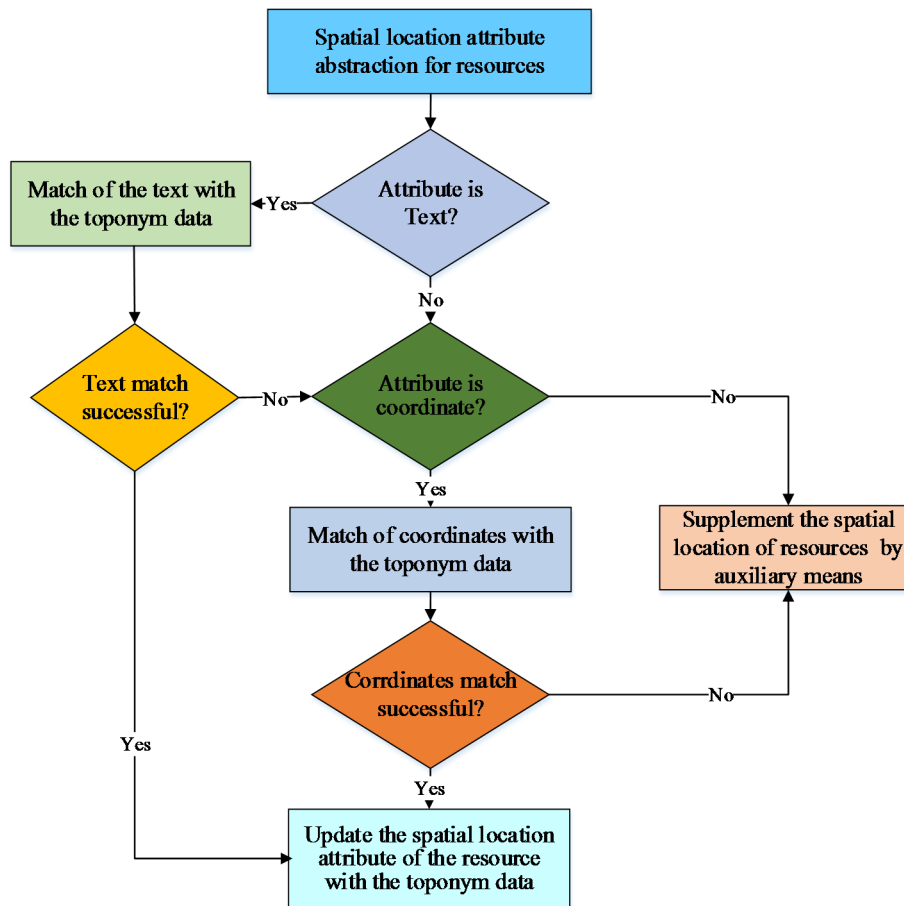 Spatial location attribute
abstraction for resources
Attribute is
Text?
Yes
Match of the text with
the toponym data
No
Text match
successful?
No
Attribute is
coordinate?
No
Yes
Match of coordinates with
the toponym data
Supplement the spatial
location of resources by
auxiliary means
Corrdinates match
successful?
No
Yes
Yes
Update the spatial location
attribute of the resource
with the toponym data